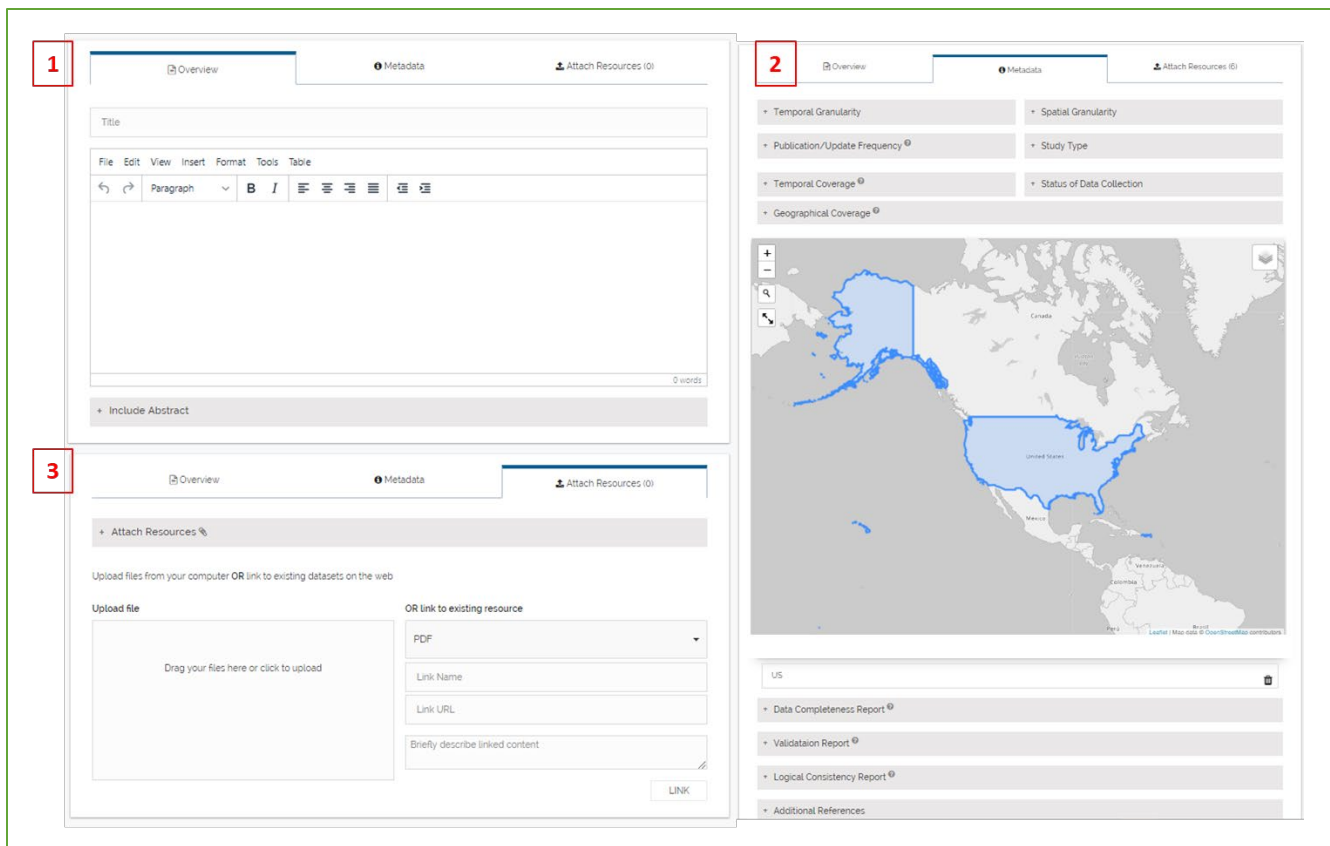 1
Overview
Metadata
Attach Resources (0)
Title
File Edit View Insert Format Tools Table
Paragraph B I
0 words
+ Include Abstract
2
Overview
Metadata
Attach Resources (6)
+ Temporal Granularity
+ Spatial Granularity
+ Publication/Update Frequency ?
+ Study Type
+ Temporal Coverage ?
+ Status of Data Collection
+ Geographical Coverage ?
+
−
Canada
United States
México
Venezuela
Colombia
Perú
Brasil
Leaflet | Map data © OpenStreetMap contributors
US
+ Data Completeness Report ?
+ Validataion Report ?
+ Logical Consistency Report ?
+ Additional References
3
Overview
Metadata
Attach Resources (0)
+ Attach Resources
Upload files from your computer OR link to existing datasets on the web
Upload file
Drag your files here or click to upload
OR link to existing resource
PDF
Link Name
Link URL
Briefly describe linked content
LINK